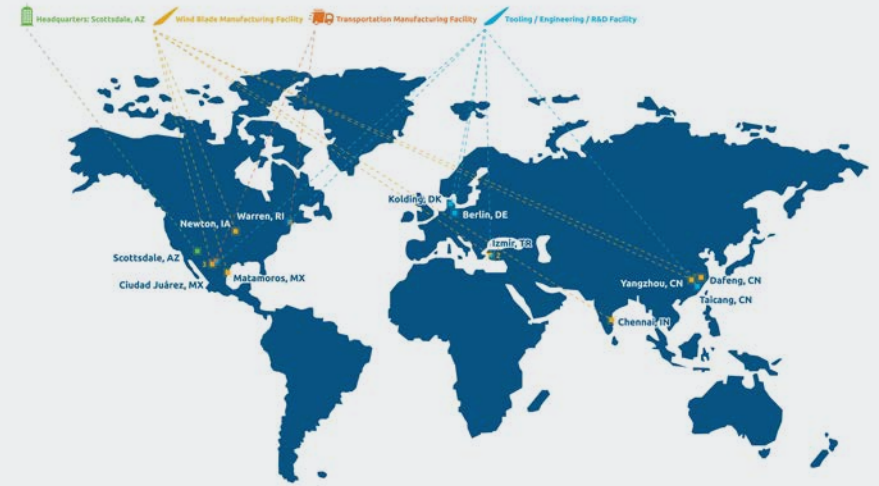 Headquarters: Scottsdale, AZ
Wind Blade Manufacturing Facility
Transportation Manufacturing Facility
Tooling / Engineering / R&D Facility
Kolding, DK
Warren, RI
Berlin, DE
Newton, IA
Izmir, TR
2
Scottsdale, AZ
3
Matamoros, MX
Ciudad Juárez, MX
Yangzhou, CN
Dafeng, CN
Taicang, CN
Chennai, IN